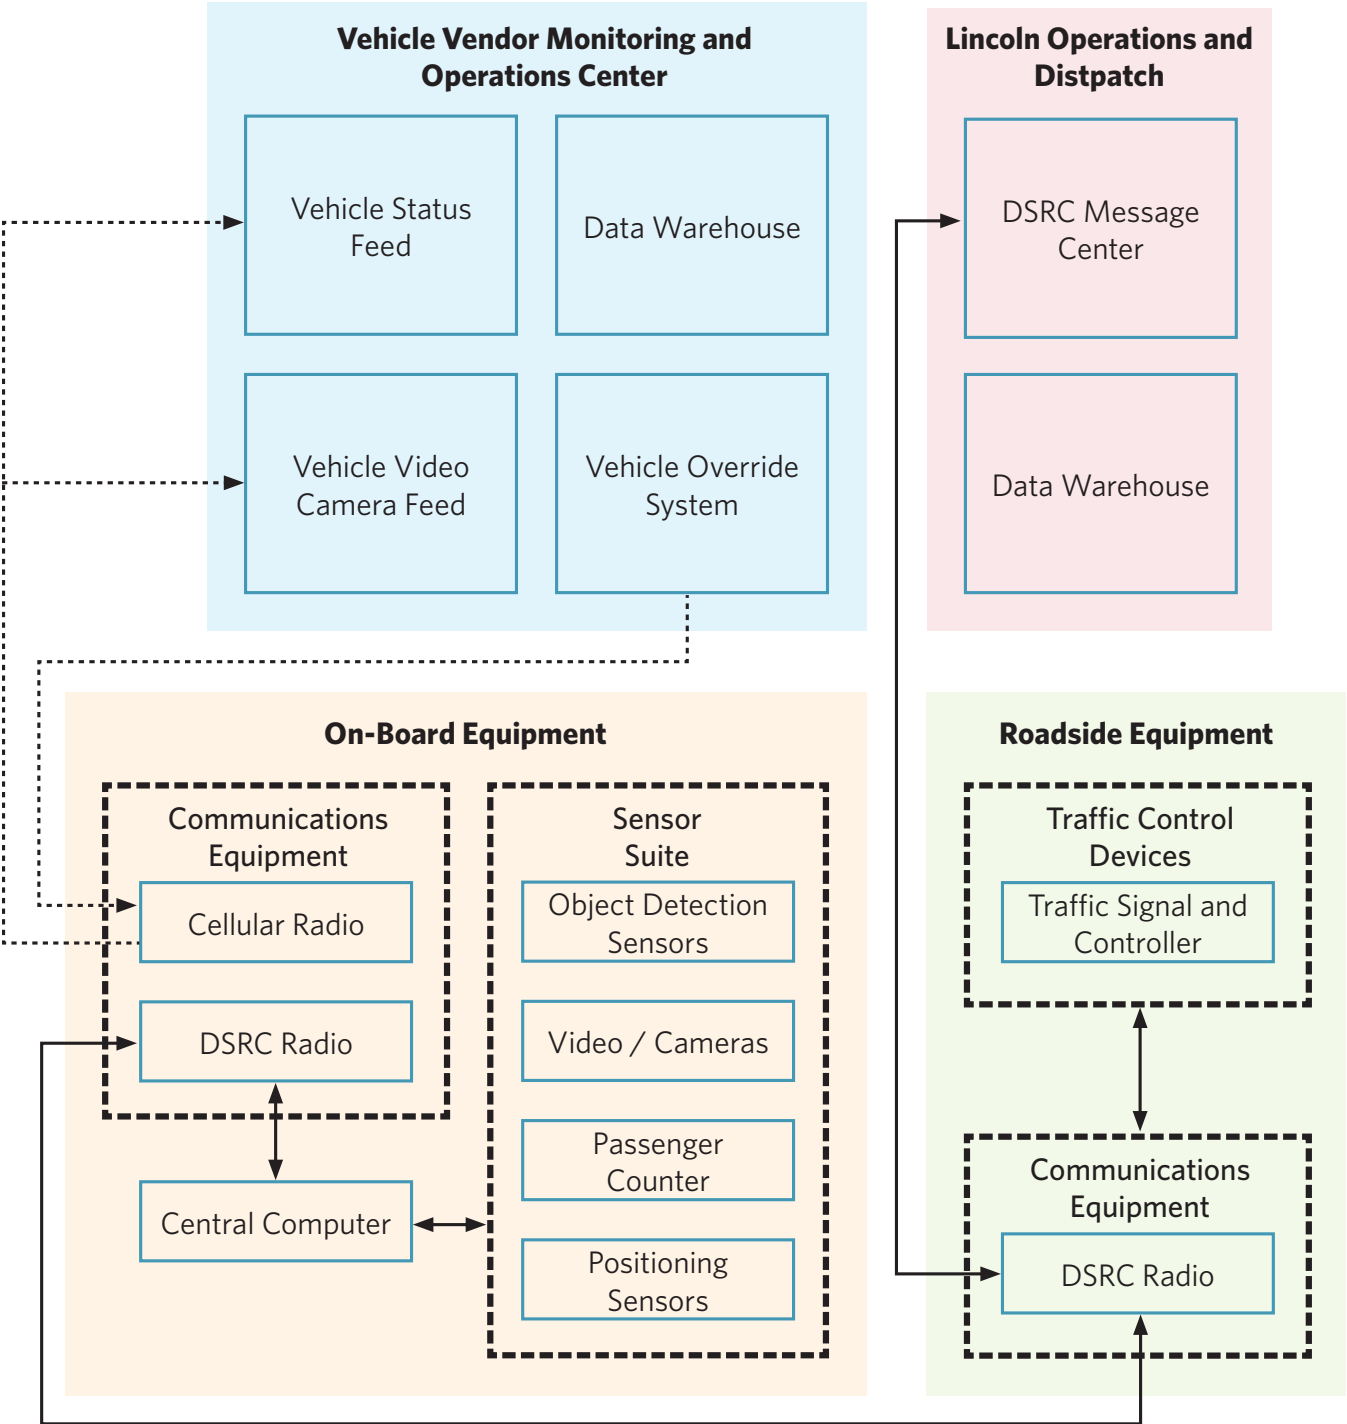 Vehicle Vendor Monitoring and
Operations Center
Vehicle Status
Feed
Data Warehouse
Vehicle Video
Camera Feed
Vehicle Override
System
Lincoln Operations and
Distpatch
DSRC Message
Center
Data Warehouse
On-Board Equipment
Communications
Equipment
Cellular Radio
DSRC Radio
Central Computer
Sensor
Suite
Object Detection
Sensors
Video / Cameras
Passenger
Counter
Positioning
Sensors
Roadside Equipment
Traffic Control
Devices
Traffic Signal and
Controller
Communications
Equipment
DSRC Radio